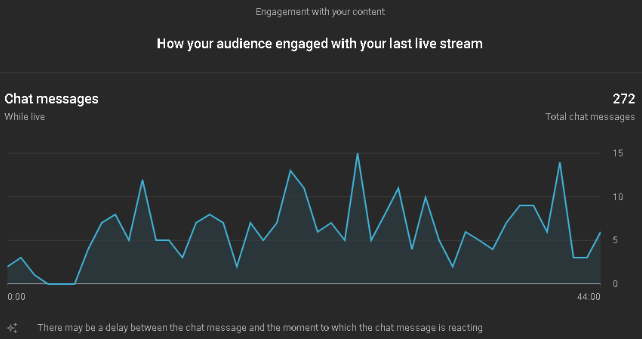 Engagement with your content
How your audience engaged with your last live stream
Chat messages
272
While live
Total chat messages
15
10
5
0
0:00
44:00
There may be a delay between the chat message and the moment to which the chat message is reacting